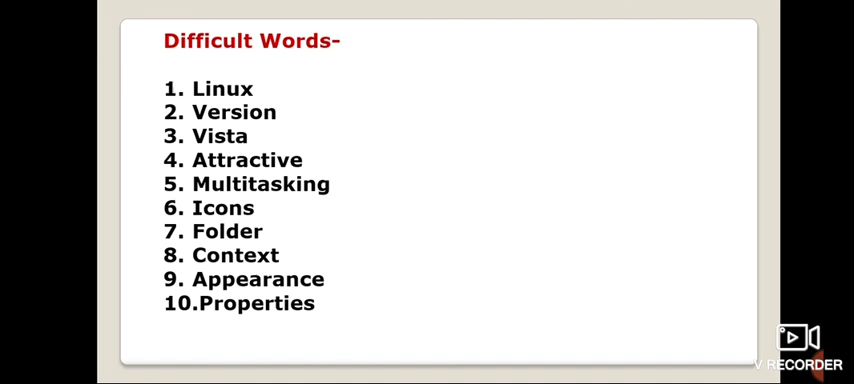 Difficult Words-
1. Linux
2. Version
3. Vista
4. Attractive
5. Multitasking
6. Icons
7. Folder
8. Context
9. Appearance
10.Properties
V RECORDER